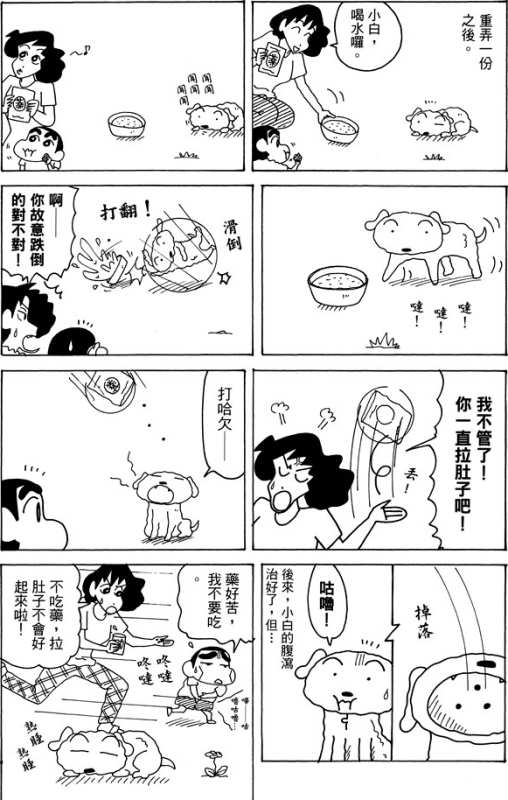 重弄一份
之後。
小白，
喝水囉。
噠！
噠！
噠！
滑倒
打翻！
啊——
你故意跌倒
的對不對！
我不管了！
你一直拉肚子吧！
丟！
打哈欠——
掉落
咕嚕！
後來，小白的腹瀉
治好了，但…
藥好苦，
我不要吃
。
咚噠
咚噠
不吃藥，拉
肚子不會好
起來啦！
熟睡
熟睡